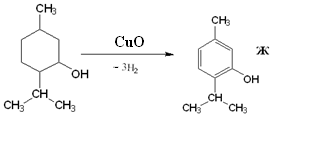 CH₃
OH
CH
CH₃ CH₃
CuO
- 3H₂
CH₃
OH
CH
CH₃ CH₃
Ж